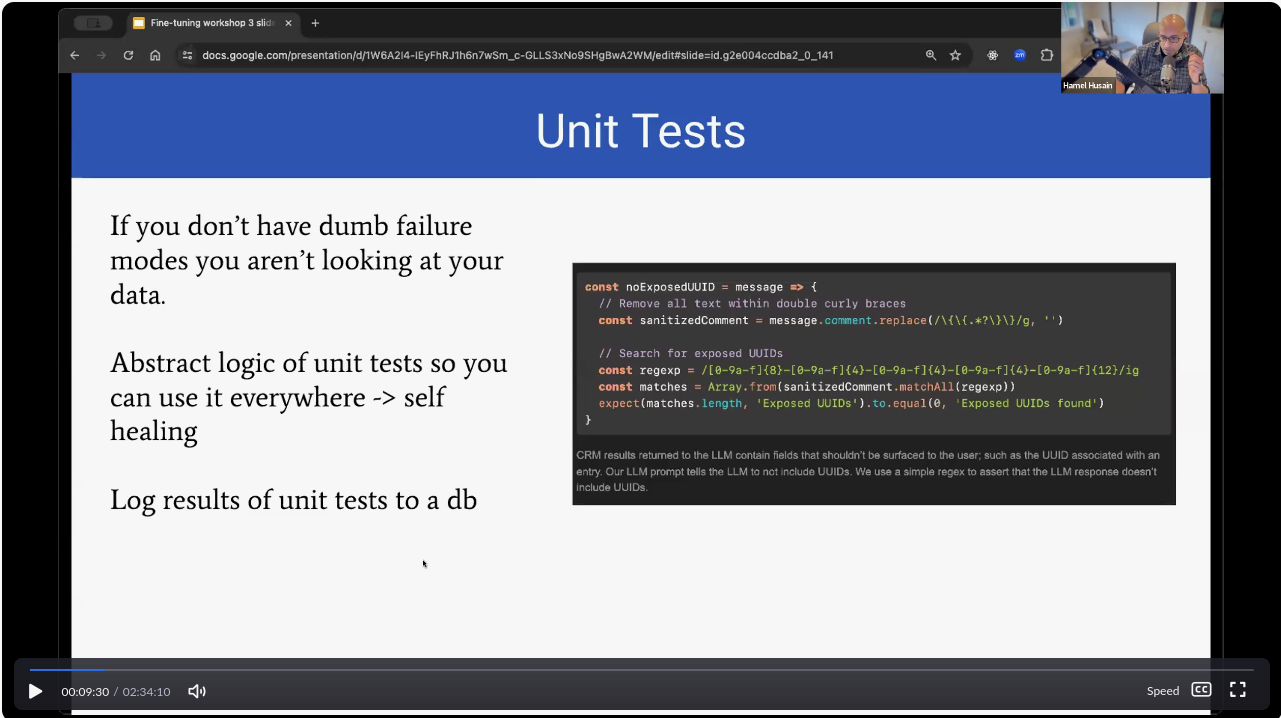 Fine-tuning workshop 3 slid
docs.google.com/presentation/d/1W6A2I4-IEyFhRJ1h6n7wSm_c-GLLS3xNo9SHgBwA2WM/edit#slide=id.g2e004ccdba2_0_141
zm
Hamel Husain
Unit Tests
If you don’t have dumb failure
modes you aren’t looking at your
data.
Abstract logic of unit tests so you
can use it everywhere -> self
healing
Log results of unit tests to a db
const noExposedUUID = message => {
// Remove all text within double curly braces
const sanitizedComment = message.comment.replace(/\{\{.*?\}\}/g, '')
// Search for exposed UUIDs
const regexp = /[0-9a-f]{8}-[0-9a-f]{4}-[0-9a-f]{4}-[0-9a-f]{4}-[0-9a-f]{12}/ig
const matches = Array.from(sanitizedComment.matchAll(regexp))
expect(matches.length, 'Exposed UUIDs').to.equal(0, 'Exposed UUIDs found')
}
CRM results returned to the LLM contain fields that shouldn’t be surfaced to the user; such as the UUID associated with an
entry. Our LLM prompt tells the LLM to not include UUIDs. We use a simple regex to assert that the LLM response doesn’t
include UUIDs.
00:09:30 / 02:34:10
Speed
CC